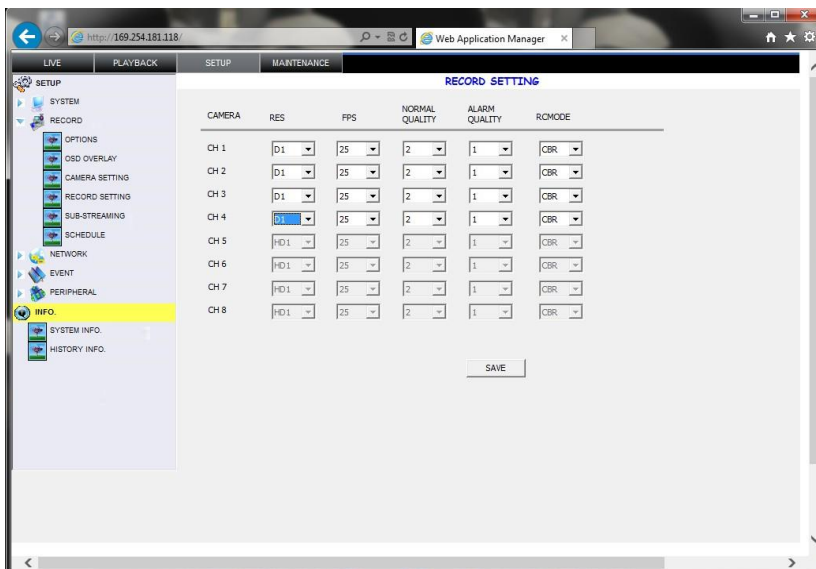 http://169.254.181.118/
Web Application Manager
LIVE PLAYBACK SETUP MAINTENANCE
SETUP
SYSTEM
RECORD
OPTIONS
OSD OVERLAY
CAMERA SETTING
RECORD SETTING
SUB-STREAMING
SCHEDULE
NETWORK
EVENT
PERIPHERAL
INFO.
SYSTEM INFO.
HISTORY INFO.
RECORD SETTING
CAMERA RES FPS NORMAL QUALITY ALARM QUALITY RCMODE
CH 1 D1 25 2 1 CBR
CH 2 D1 25 2 1 CBR
CH 3 D1 25 2 1 CBR
CH 4 D1 25 2 1 CBR
CH 5 HD1 25 2 1 CBR
CH 6 HD1 25 2 1 CBR
CH 7 HD1 25 2 1 CBR
CH 8 HD1 25 2 1 CBR
SAVE